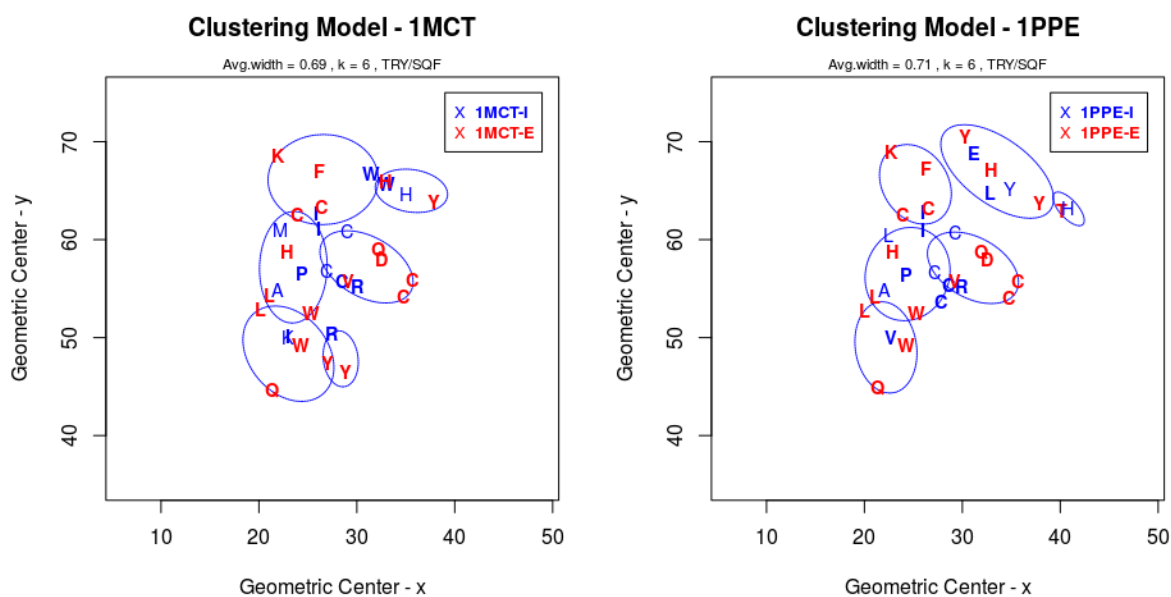 Clustering Model - 1MCT
Avg.width = 0.69 , k = 6 , TRY/SQF
X 1MCT-I
X 1MCT-E
K
F
W
W
W
H
Y
C
C
I
I
M
C
H
O
D
P
C
C
V
R
C
C
A
L
L
W
K
I
W
R
Y
Y
Q
70
60
50
40
10 20 30 40 50
Geometric Center - y
Geometric Center - x
Clustering Model - 1PPE
Avg.width = 0.71 , k = 6 , TRY/SQF
X 1PPE-I
X 1PPE-E
Y
E
K
F
H
L
Y
Y
T
H
C
C
I
I
L
C
H
O
D
P
C
V
C
R
C
C
C
A
L
L
W
V
W
Q
70
60
50
40
10 20 30 40 50
Geometric Center - y
Geometric Center - x